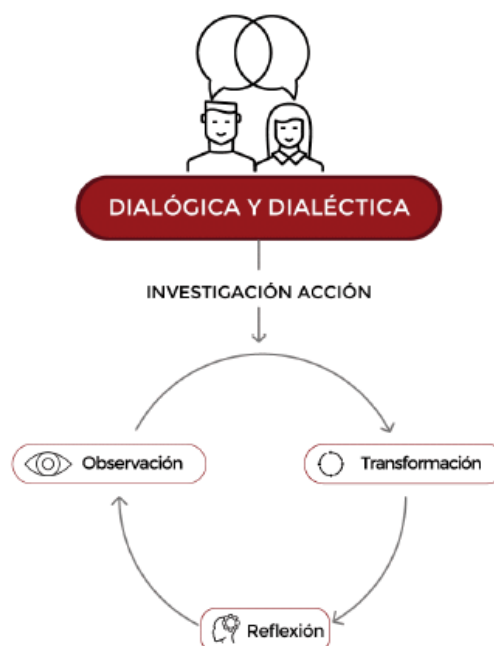 DIALÓGICA Y DIALÉCTICA
INVESTIGACIÓN ACCIÓN
Observación
Transformación
Reflexión